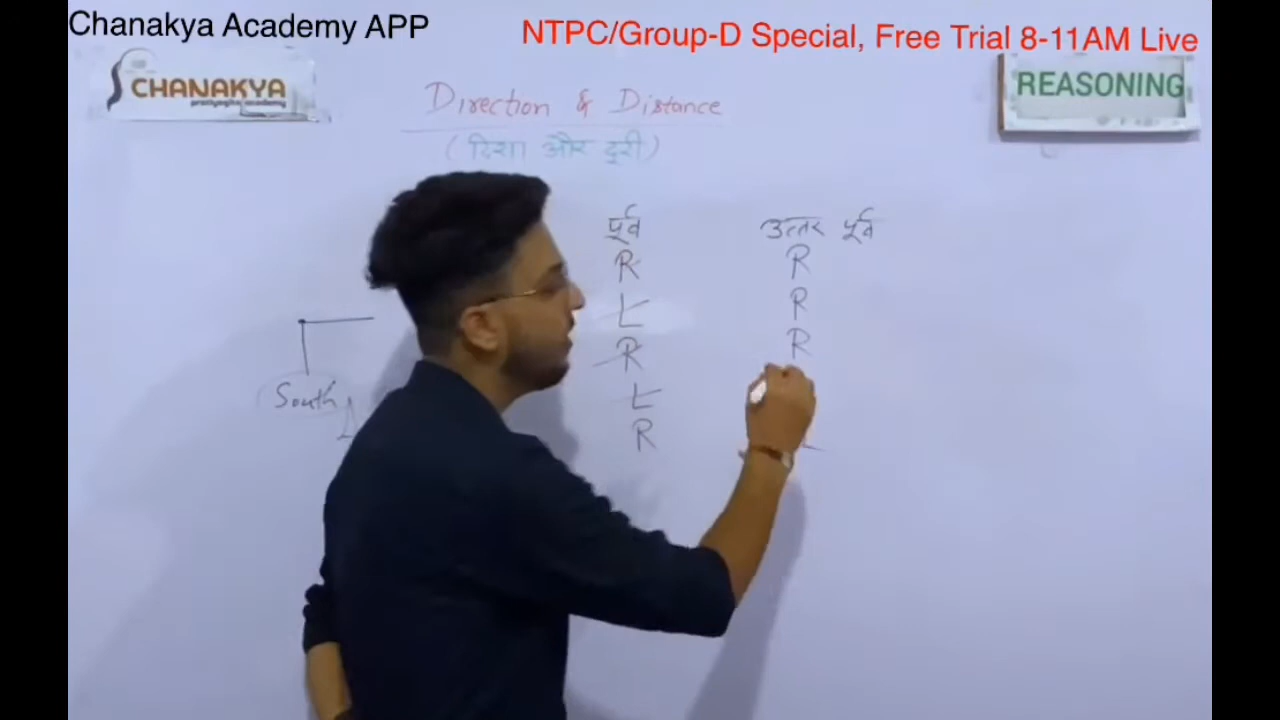 Chanakya Academy APP
NTPC/Group-D Special, Free Trial 8-11AM Live
CHANAKYA
REASONING
Direction & Distance
(दिशा और दूरी)
पूर्व
उत्तर पूर्व
R
R
L
R
R
R
L
R
L
South